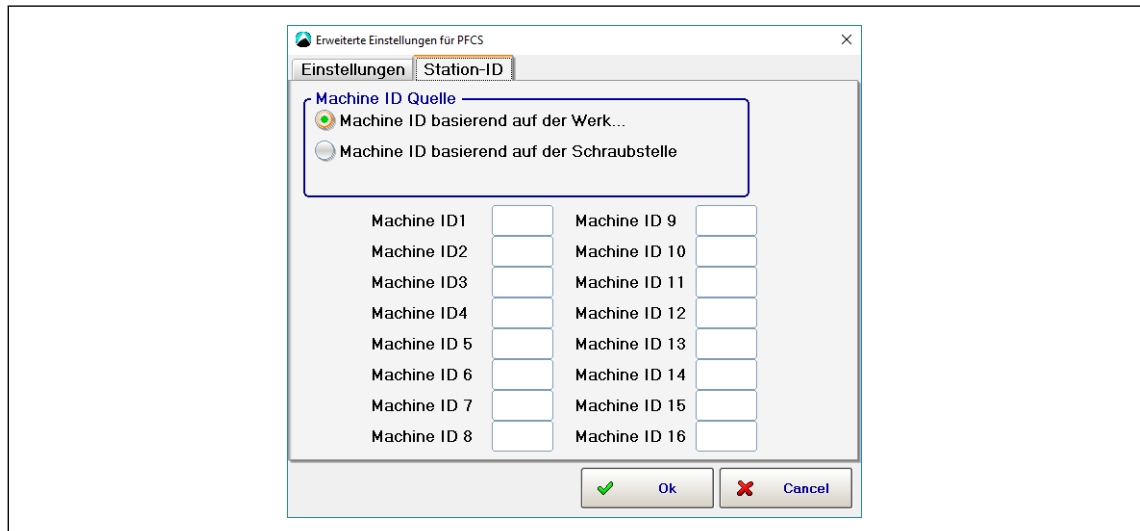 Erweiterte Einstellungen für PFCS
Einstellungen Station-ID
Machine ID Quelle
Machine ID basierend auf der Werk...
Machine ID basierend auf der Schraubstelle
Machine ID1 Machine ID 9
Machine ID2 Machine ID 10
Machine ID3 Machine ID 11
Machine ID4 Machine ID 12
Machine ID 5 Machine ID 13
Machine ID 6 Machine ID 14
Machine ID 7 Machine ID 15
Machine ID 8 Machine ID 16
Ok Cancel